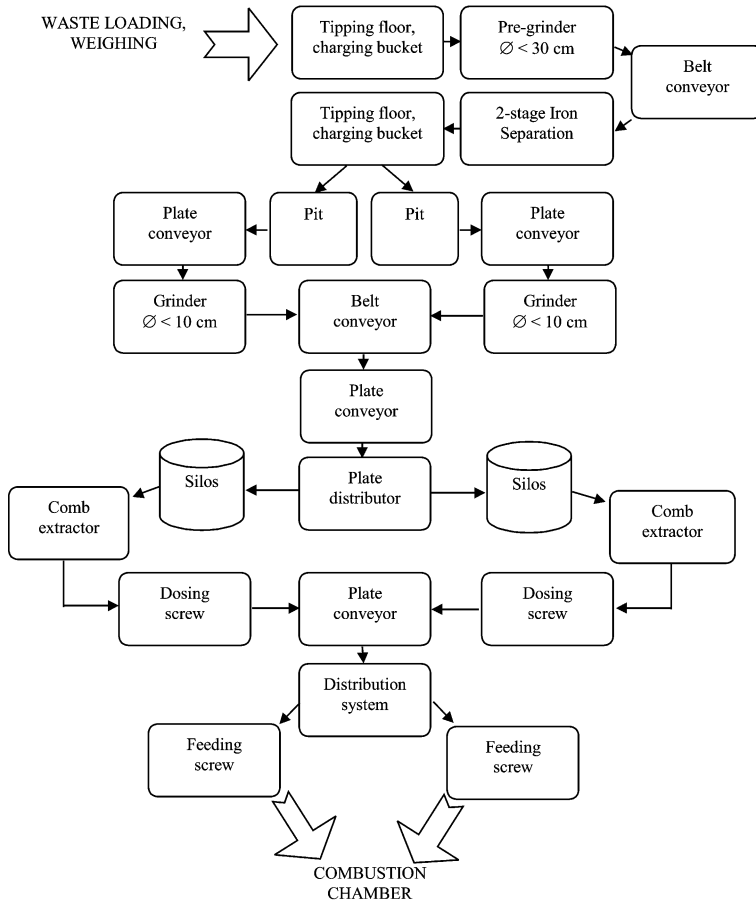 WASTE LOADING,
WEIGHING
Tipping floor,
charging bucket
Pre-grinder
∅ < 30 cm
Belt
conveyor
Tipping floor,
charging bucket
2-stage Iron
Separation
Plate
conveyor
Pit
Pit
Plate
conveyor
Grinder
∅ < 10 cm
Belt
conveyor
Grinder
∅ < 10 cm
Plate
conveyor
Silos
Plate
distributor
Silos
Comb
extractor
Comb
extractor
Dosing
screw
Plate
conveyor
Dosing
screw
Distribution
system
Feeding
screw
Feeding
screw
COMBUSTION
CHAMBER